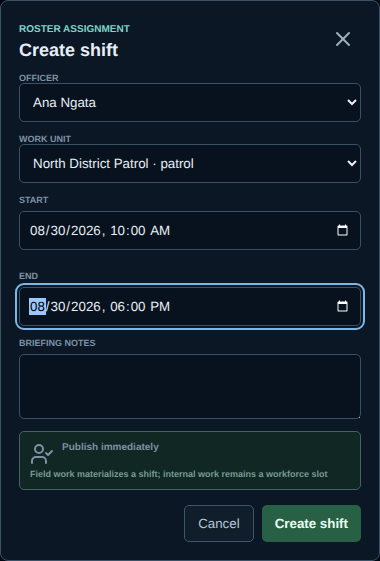 ROSTER ASSIGNMENT
Create shift
OFFICER
Ana Ngata
WORK UNIT
North District Patrol · patrol
START
08/30/2026, 10:00 AM
END
08/30/2026, 06:00 PM
BRIEFING NOTES
Publish immediately
Field work materializes a shift; internal work remains a workforce slot
Cancel
Create shift